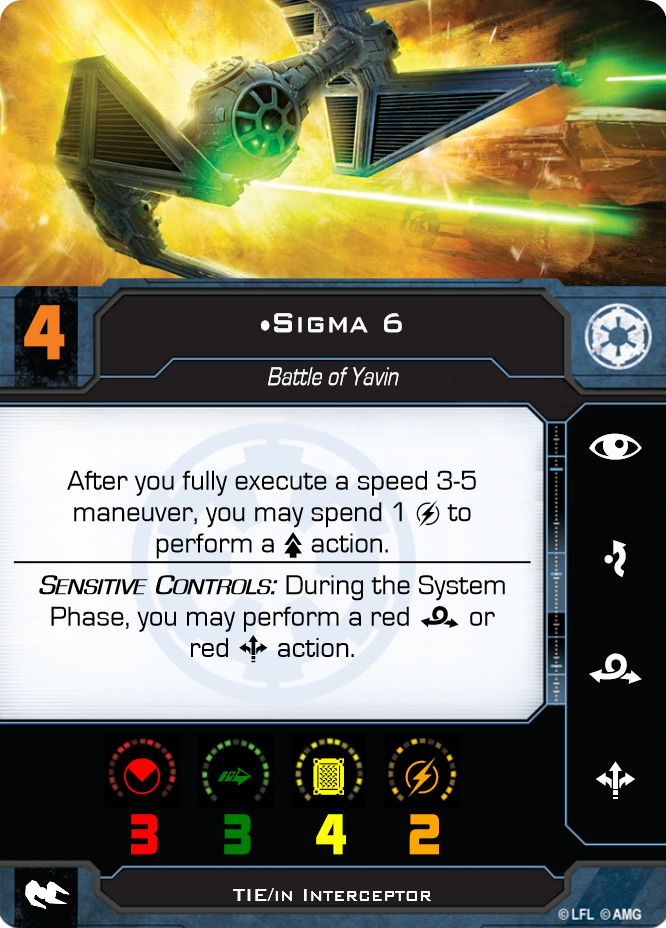 4
•Sigma 6
Battle of Yavin
After you fully execute a speed 3-5
maneuver, you may spend 1 to
perform a action.
Sensitive Controls: During the System
Phase, you may perform a red or
red action.
3 3 4 2
TIE/in Interceptor
© LFL © AMG